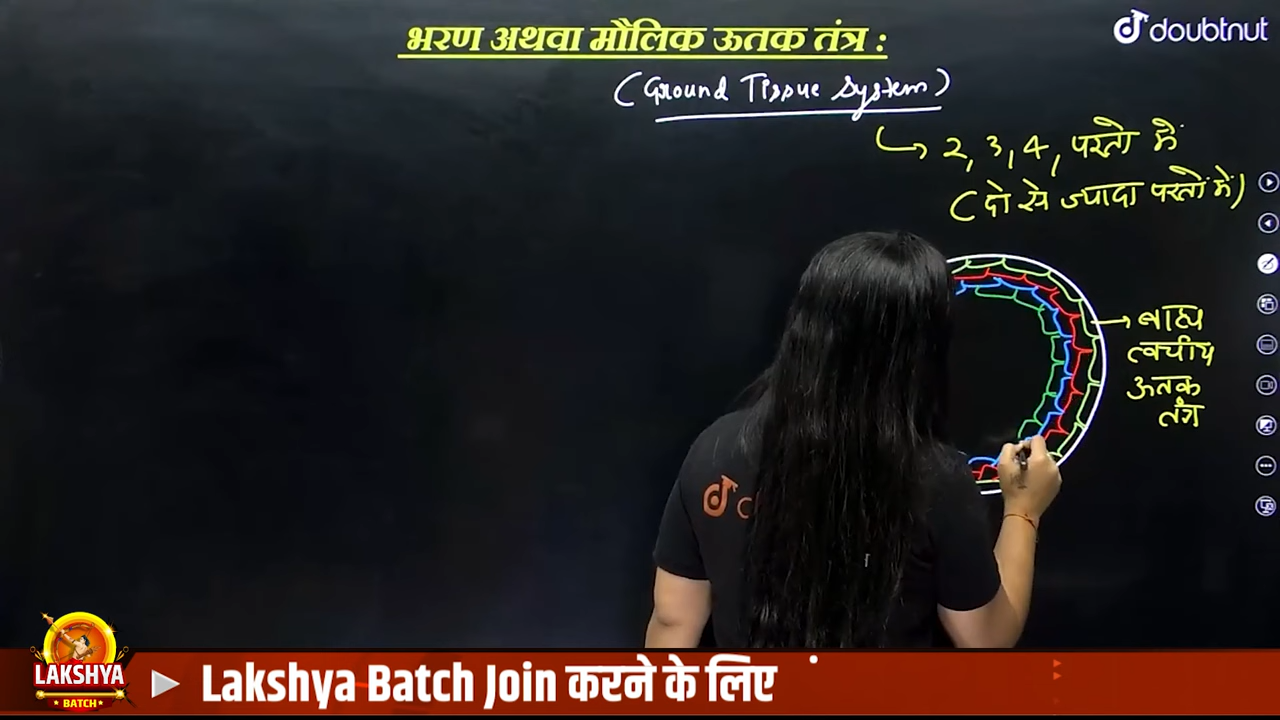 भरण अथवा मौलिक ऊतक तंत्र :
doubtnut
(Ground Tissue System)
2, 3, 4, परतो में
(दो से ज्यादा परतों में)
बाह्य
त्वचीय
ऊतक
तंत्र
LAKSHYA
BATCH
Lakshya Batch Join करने के लिए